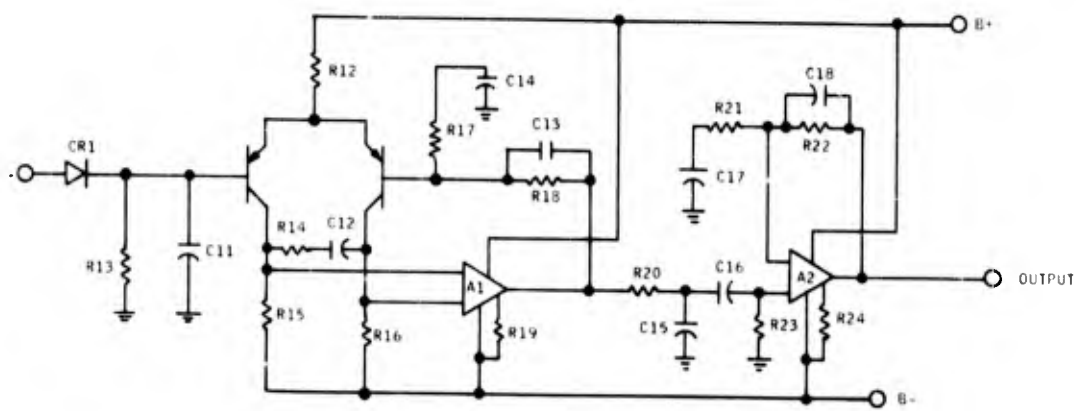 B+
R12
C14
C18
R21
R17
C13
R22
CR1
C17
R18
R14
C12
C11
R13
A1
R20
C16
A2
OUTPUT
R15
R16
R19
C15
R23
R24
B-